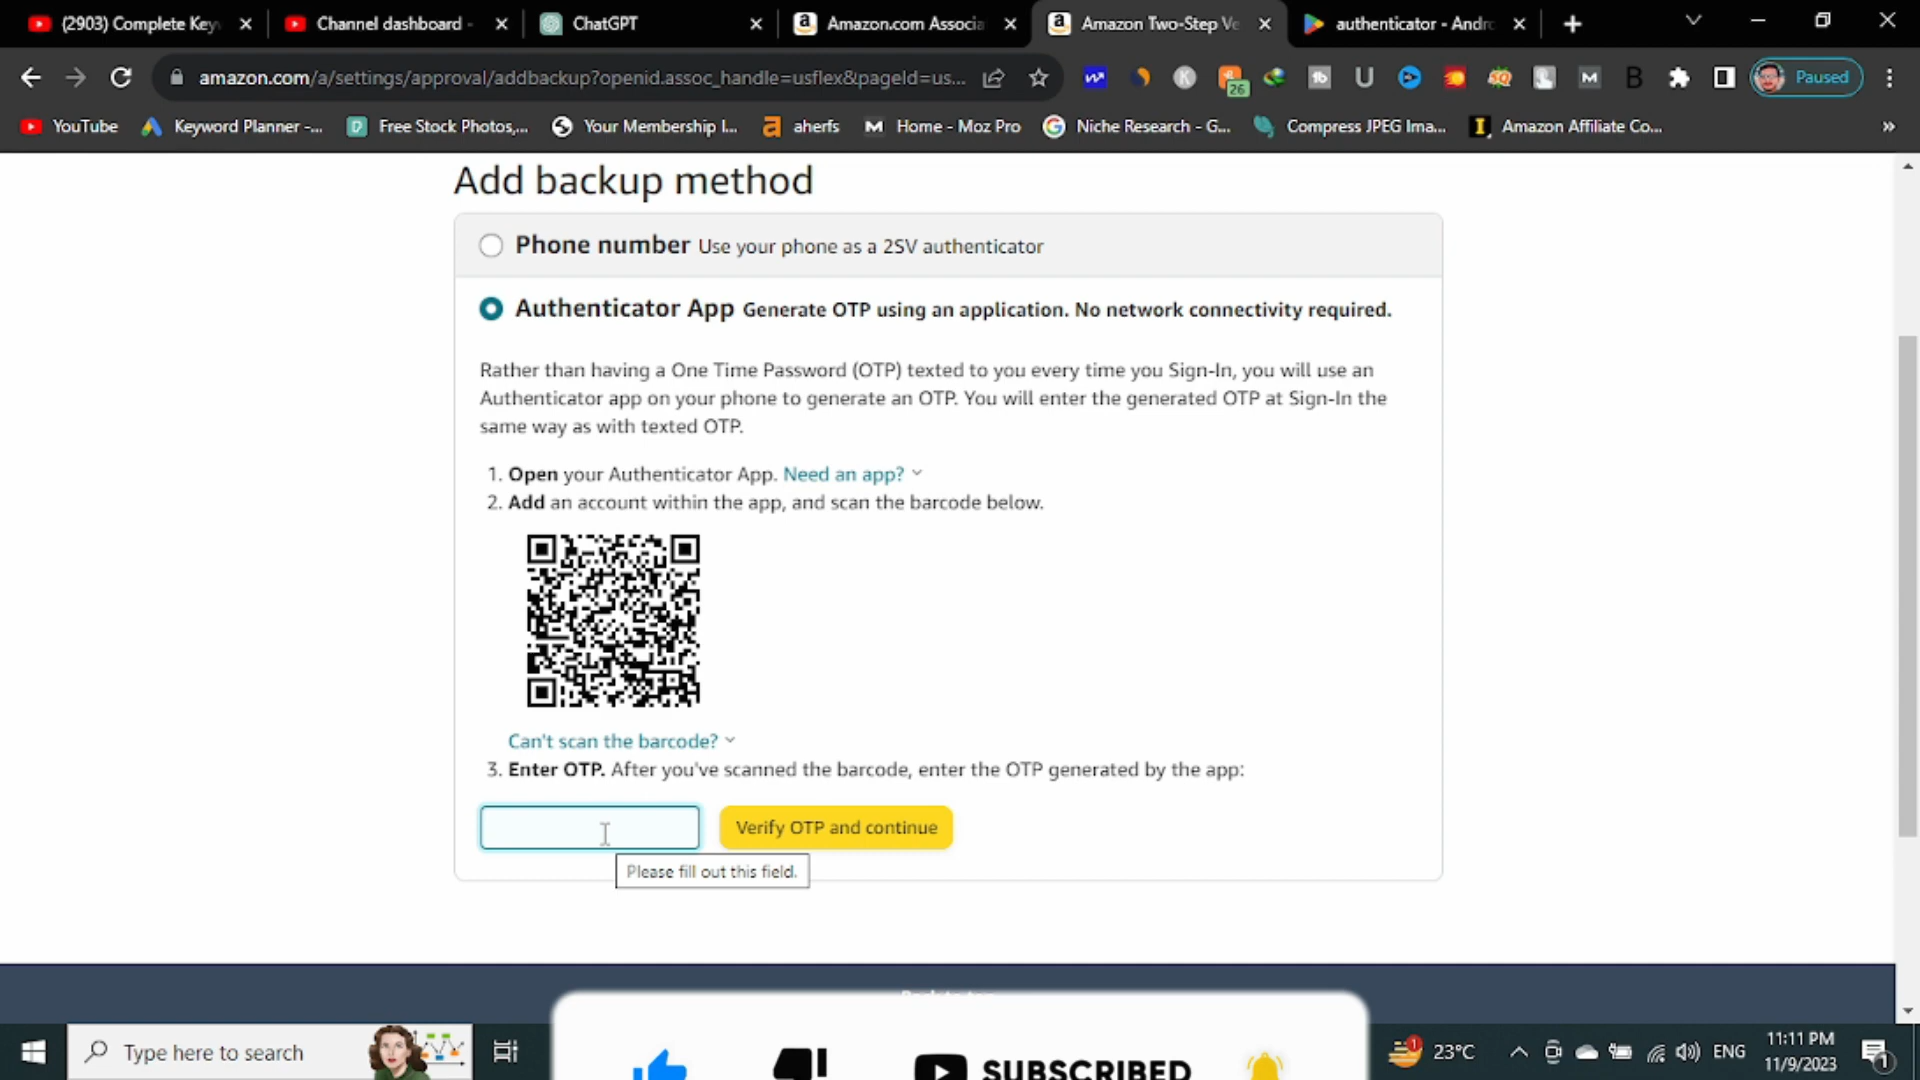 (2903) Complete Key
Channel dashboard -
ChatGPT
Amazon.com Associa
Amazon Two-Step Ve
authenticator - Andro
amazon.com/a/settings/approval/addbackup?openid.assoc_handle=usflex&pageId=us...
26
Paused
YouTube
Keyword Planner -...
Free Stock Photos,...
Your Membership I...
aherfs
Home - Moz Pro
Niche Research - G...
Compress JPEG Ima...
Amazon Affiliate Co...
Add backup method
Phone number Use your phone as a 2SV authenticator
Authenticator App Generate OTP using an application. No network connectivity required.
Rather than having a One Time Password (OTP) texted to you every time you Sign-In, you will use an
Authenticator app on your phone to generate an OTP. You will enter the generated OTP at Sign-In the
same way as with texted OTP.
1. Open your Authenticator App. Need an app?
2. Add an account within the app, and scan the barcode below.
Can't scan the barcode?
3. Enter OTP. After you've scanned the barcode, enter the OTP generated by the app:
Verify OTP and continue
Please fill out this field.
SUBSCRIBED
Type here to search
1
23°C
ENG
11:11 PM
11/9/2023
1